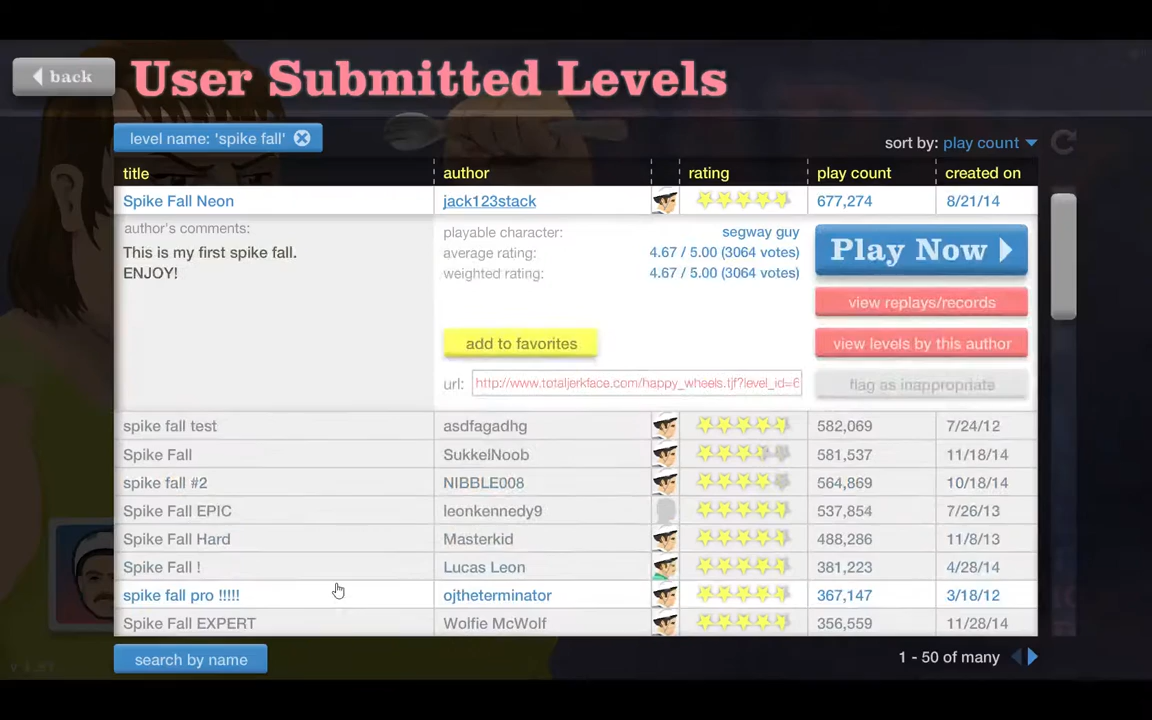 back
User Submitted Levels
level name: 'spike fall'
sort by: play count
title author rating play count created on
Spike Fall Neon jack123stack 677,274 8/21/14
author's comments:
This is my first spike fall.
ENJOY!
playable character: segway guy
average rating: 4.67 / 5.00 (3064 votes)
weighted rating: 4.67 / 5.00 (3064 votes)
Play Now
view replays/records
add to favorites
view levels by this author
url: http://www.totaljerkface.com/happy_wheels.tjf?level_id=6
flag as inappropriate
spike fall test asdfagadhg 582,069 7/24/12
Spike Fall SukkelNoob 581,537 11/18/14
spike fall #2 NIBBLE008 564,869 10/18/14
Spike Fall EPIC leonkennedy9 537,854 7/26/13
Spike Fall Hard Masterkid 488,286 11/8/13
Spike Fall ! Lucas Leon 381,223 4/28/14
spike fall pro !!!!! ojtheterminator 367,147 3/18/12
Spike Fall EXPERT Wolfie McWolf 356,559 11/28/14
search by name
1 - 50 of many